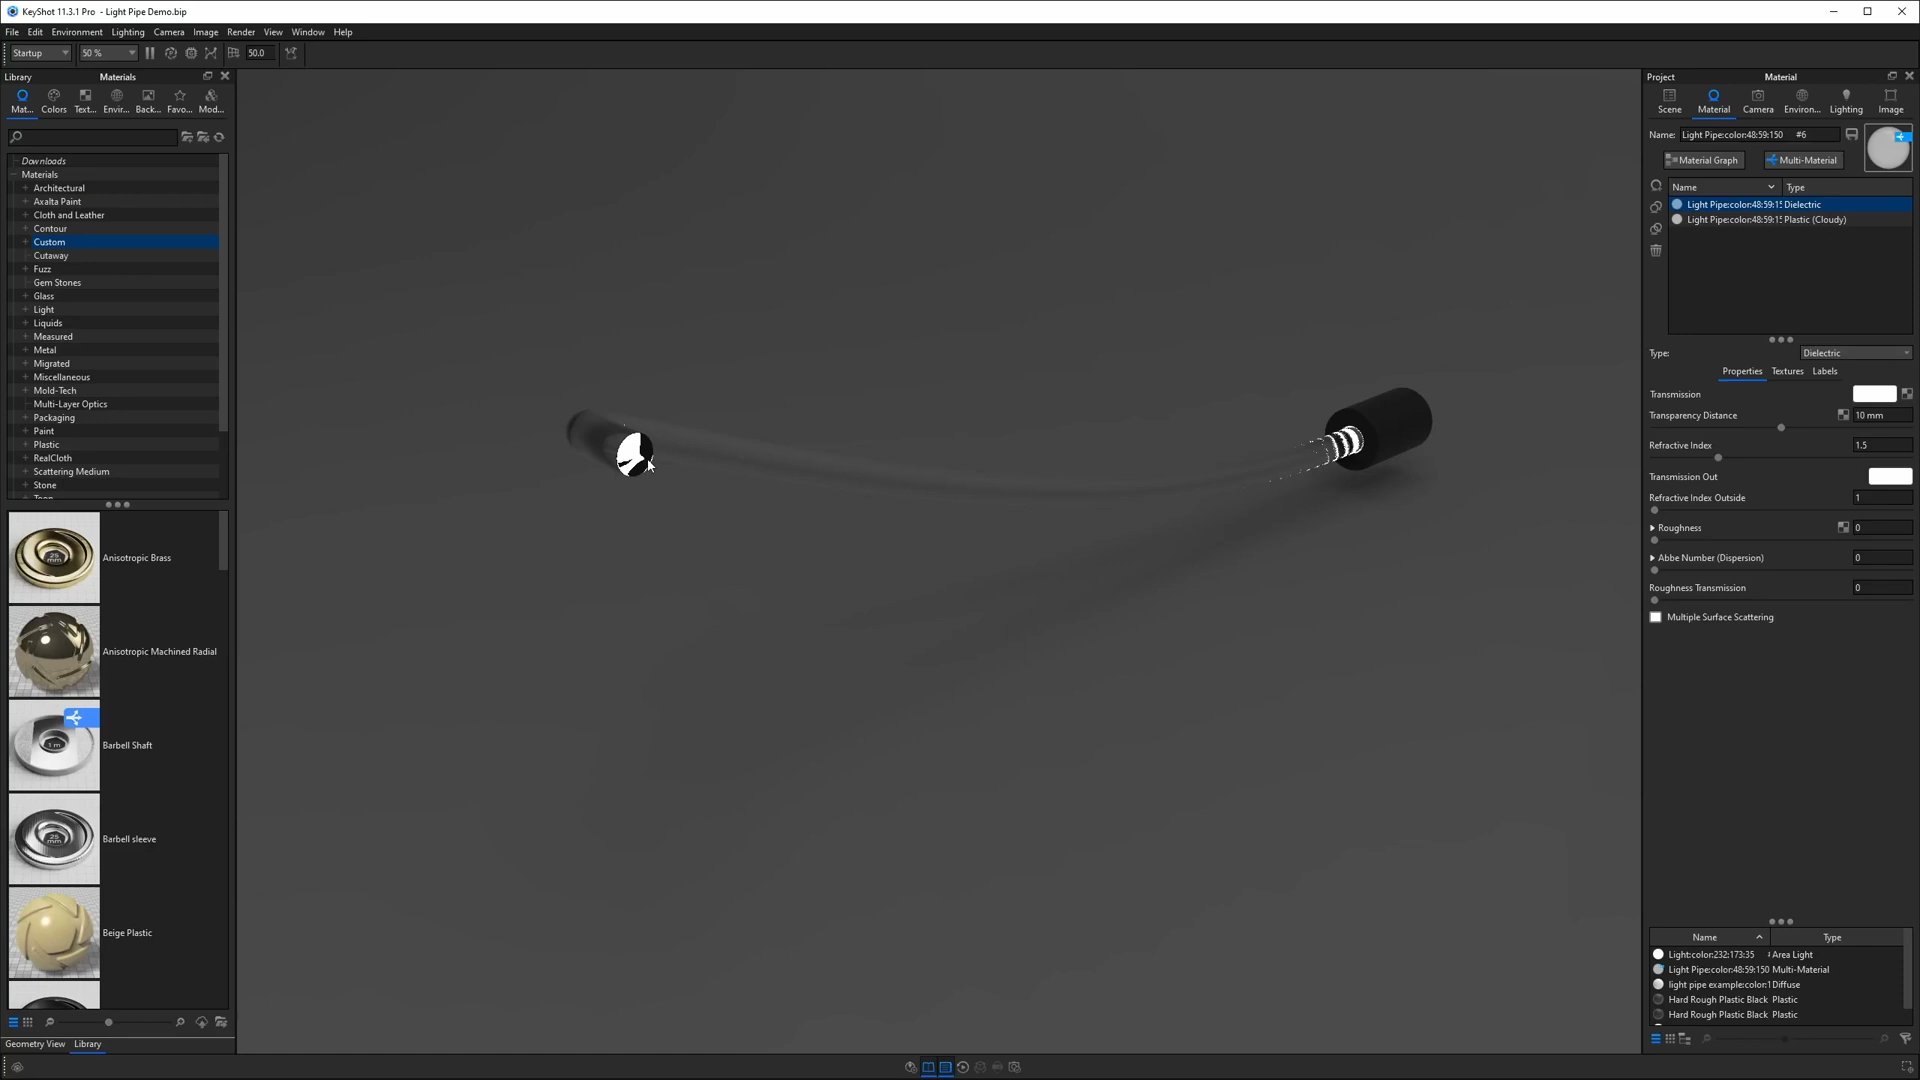 KeyShot 11.3.1 Pro - Light Pipe Demo.bip
File Edit Environment Lighting Camera Image Render View Window Help
Startup 50 % 50.0
Library Materials
Mat... Colors Text... Envir... Back... Favo... Mod...
Downloads
Materials
Architectural
Axalta Paint
Cloth and Leather
Contour
Custom
Cutaway
Fuzz
Gem Stones
Glass
Light
Liquids
Measured
Metal
Migrated
Miscellaneous
Mold-Tech
Multi-Layer Optics
Packaging
Paint
Plastic
RealCloth
Scattering Medium
Stone
Anisotropic Brass
Anisotropic Machined Radial
Barbell Shaft
Barbell sleeve
Beige Plastic
Geometry View Library
Project Material
Scene Material Camera Environ... Lighting Image
Name: Light Pipe:color:48:59:150 #6
Material Graph Multi-Material
Name Type
Light Pipe:color:48:59:15 Dielectric
Light Pipe:color:48:59:15 Plastic (Cloudy)
Type: Dielectric
Properties Textures Labels
Transmission
Transparency Distance 10 mm
Refractive Index 1.5
Transmission Out
Refractive Index Outside 1
Roughness 0
Abbe Number (Dispersion) 0
Roughness Transmission 0
Multiple Surface Scattering
Name Type
Light:color:232:173:35 Area Light
Light Pipe:color:48:59:150 Multi-Material
light pipe example:color:1 Diffuse
Hard Rough Plastic Black Plastic
Hard Rough Plastic Black Plastic